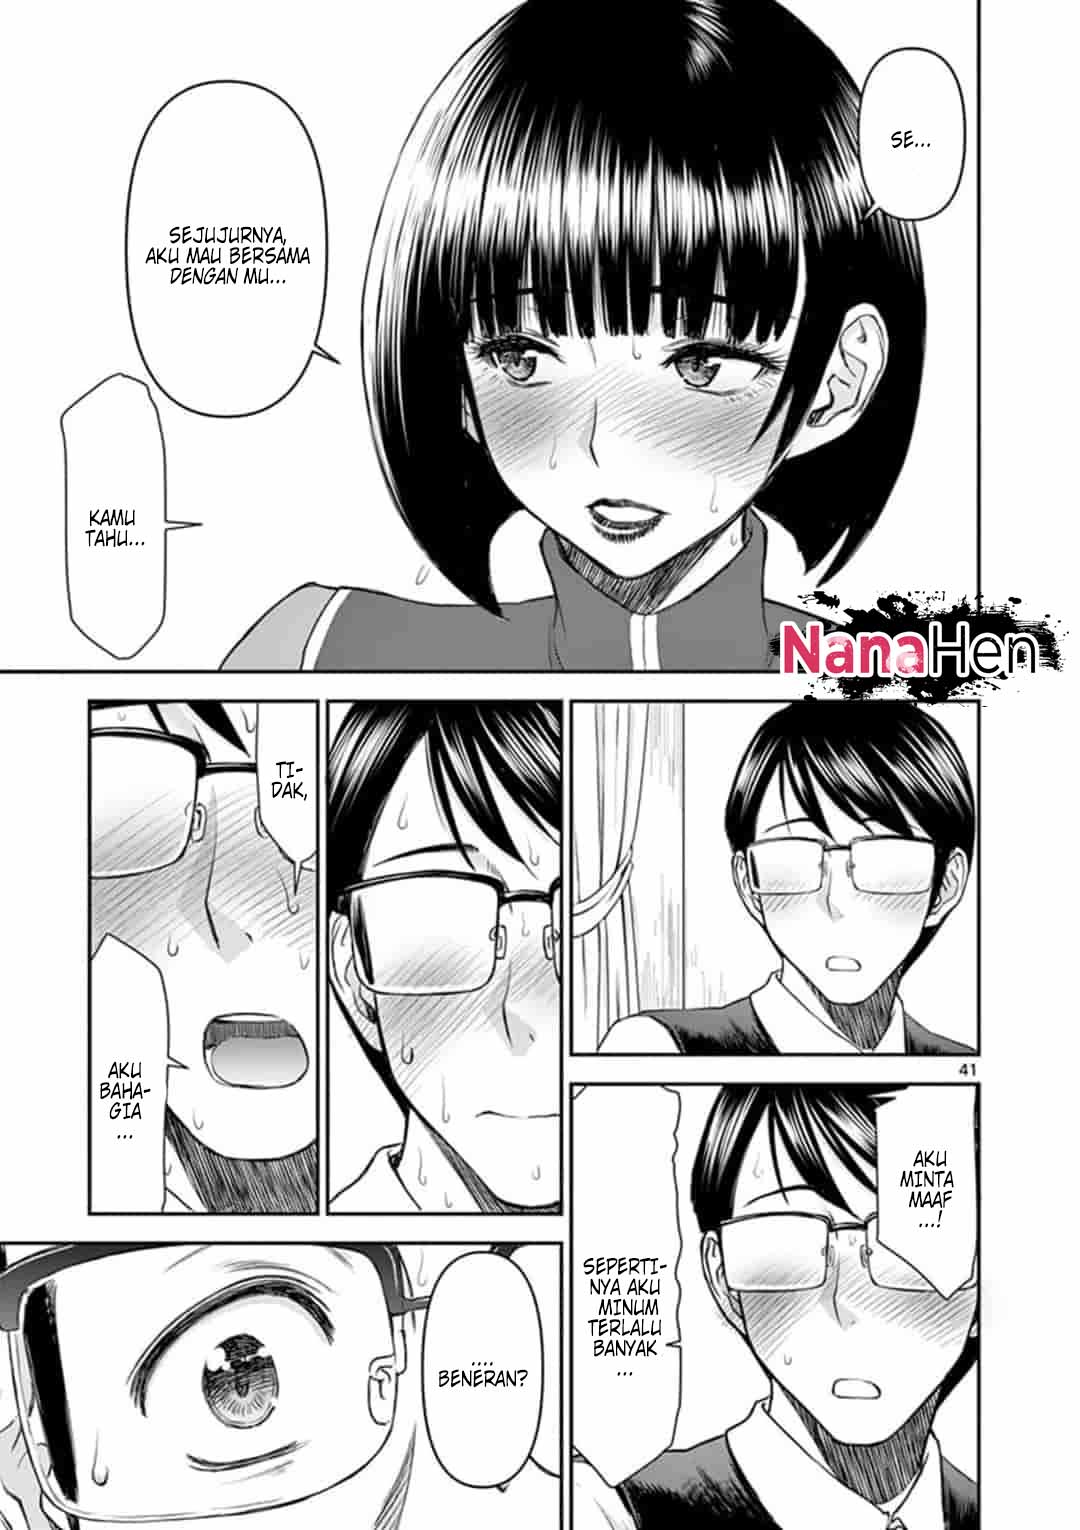 SE...
SEJUJURNYA,
AKU MAU BERSAMA
DENGAN MU...
KAMU
TAHU...
NanaHen
TI-
DAK,
AKU
BAHA-
GIA
...
41
AKU
MINTA
MAAF
...!
SEPERTI-
NYA AKU
MINUM
TERLALU
BANYAK
...
....
BENERAN?